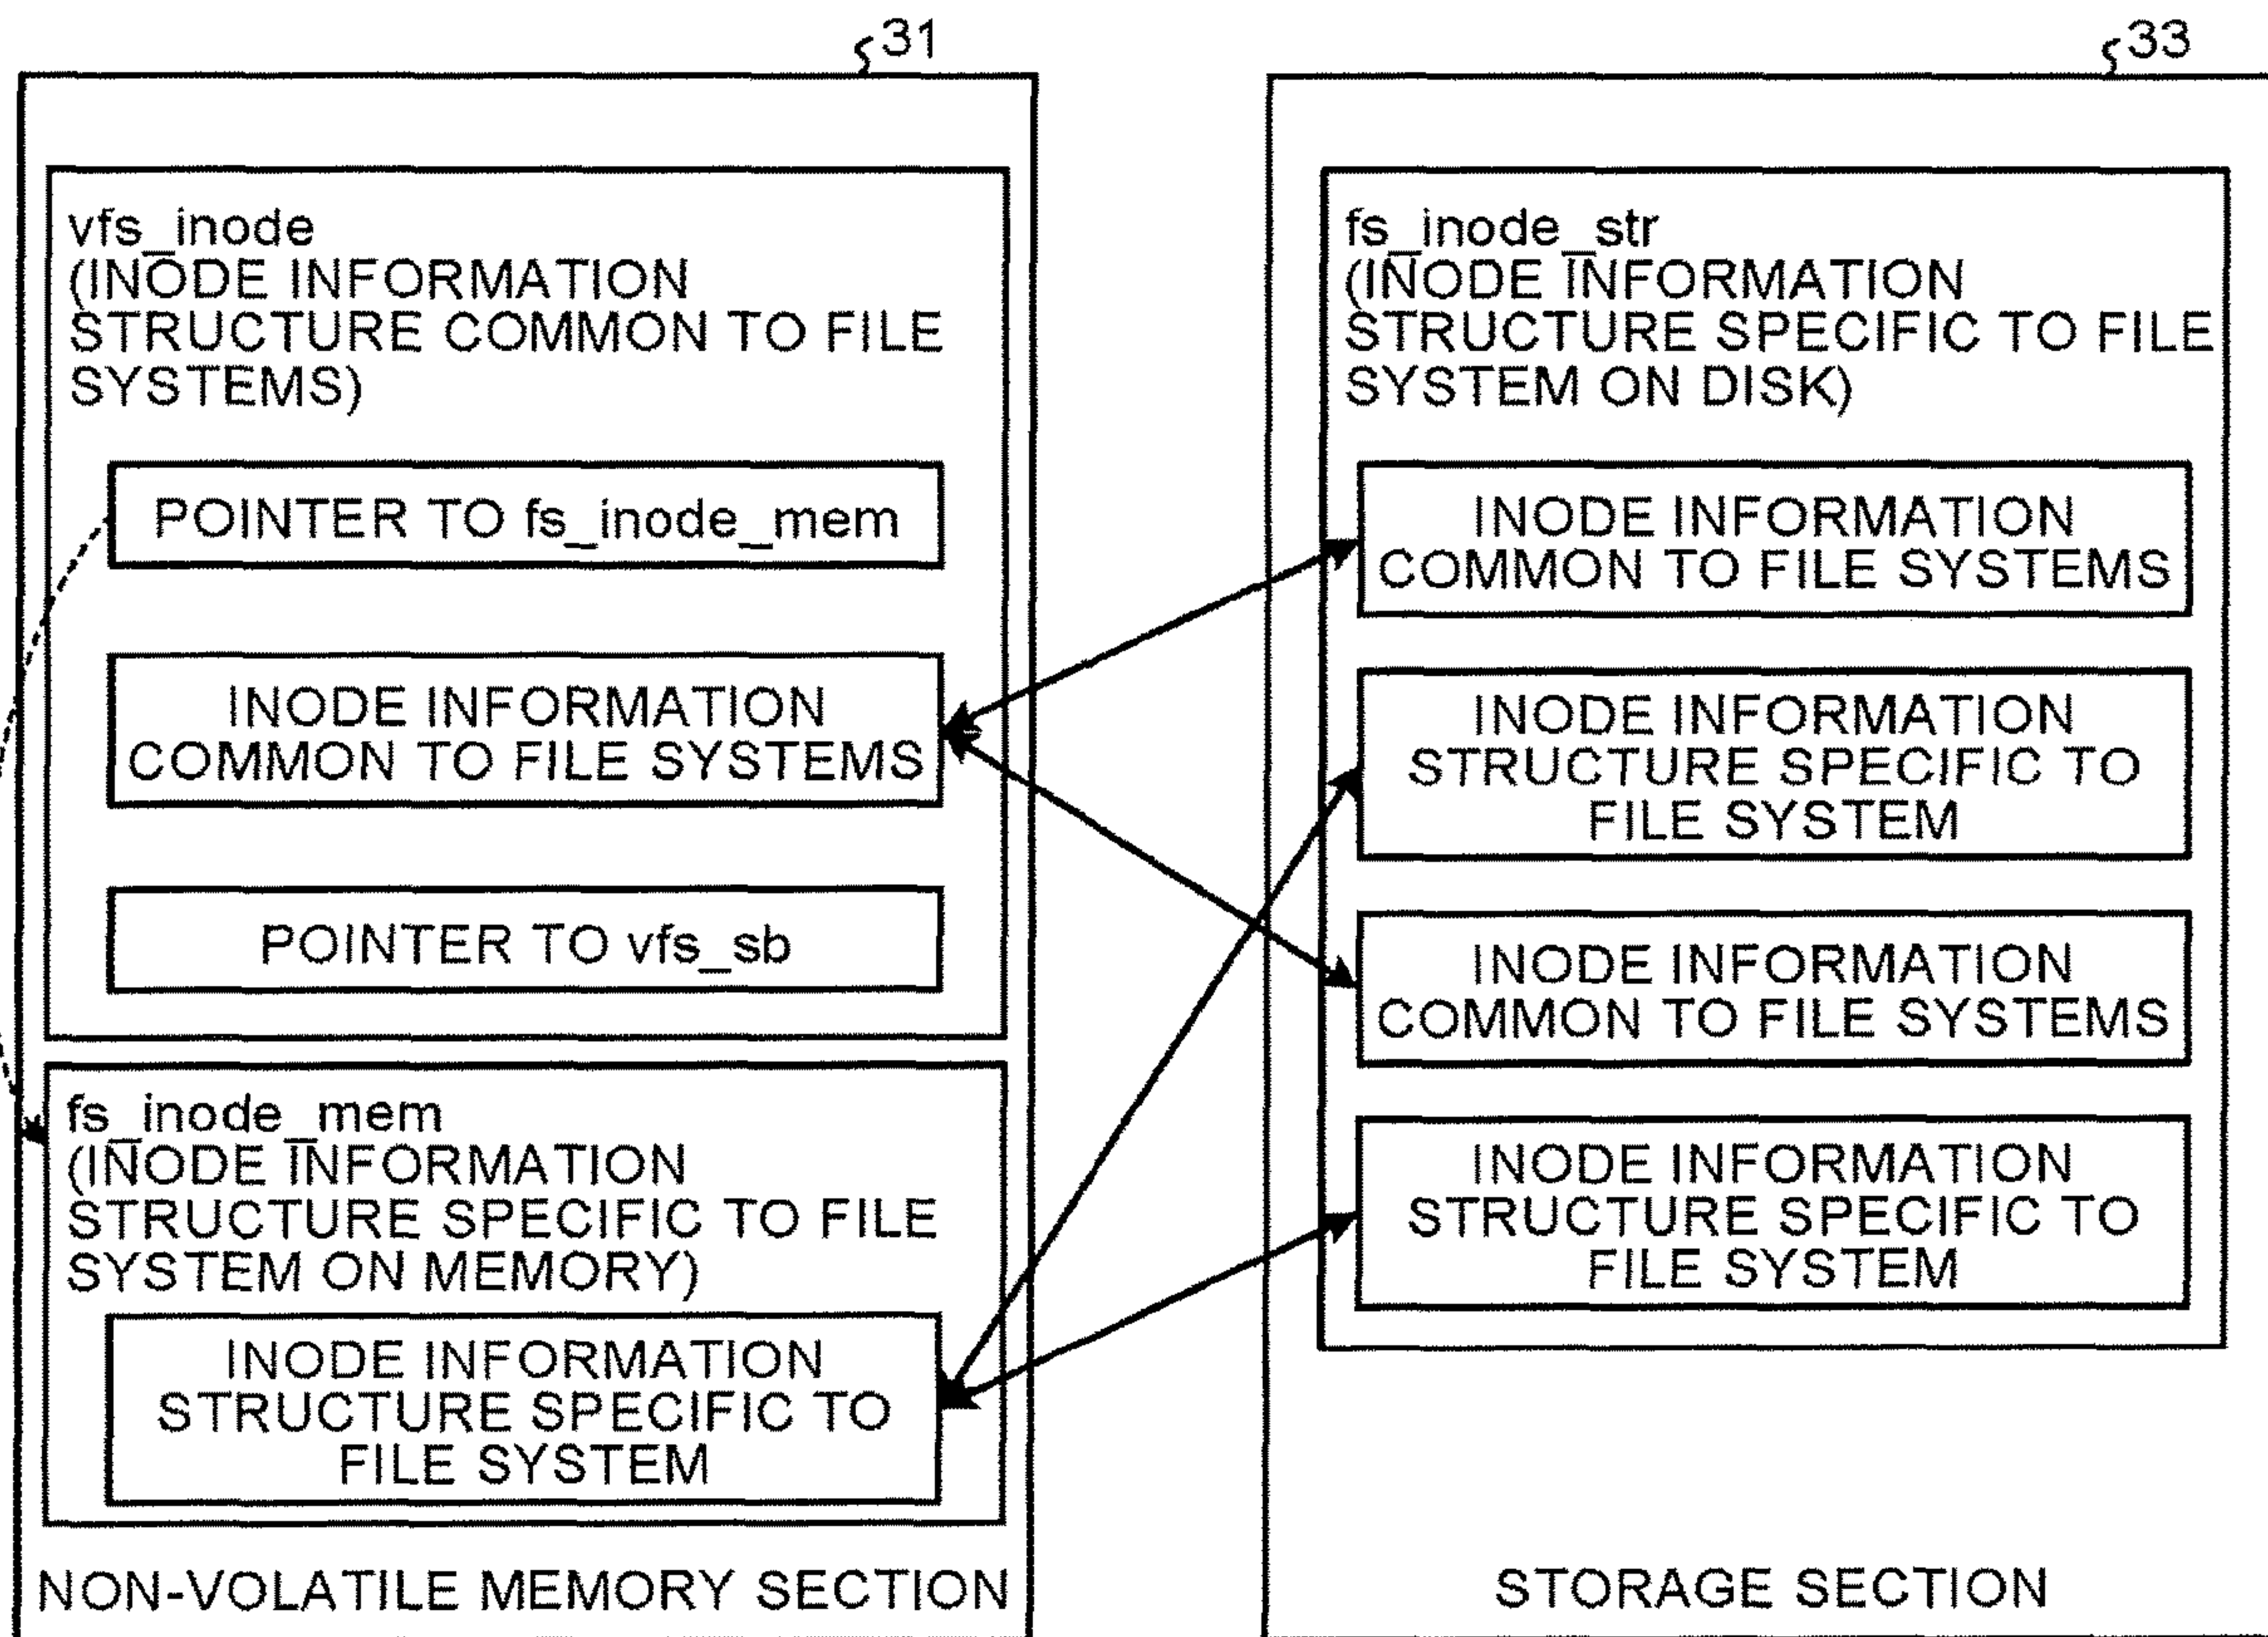 31
vfs_inode
(INODE INFORMATION
STRUCTURE COMMON TO FILE
SYSTEMS)
POINTER TO fs_inode_mem
INODE INFORMATION
COMMON TO FILE SYSTEMS
POINTER TO vfs_sb
fs_inode_mem
(INODE INFORMATION
STRUCTURE SPECIFIC TO FILE
SYSTEM ON MEMORY)
INODE INFORMATION
STRUCTURE SPECIFIC TO
FILE SYSTEM
NON-VOLATILE MEMORY SECTION
33
fs_inode_str
(INODE INFORMATION
STRUCTURE SPECIFIC TO FILE
SYSTEM ON DISK)
INODE INFORMATION
COMMON TO FILE SYSTEMS
INODE INFORMATION
STRUCTURE SPECIFIC TO
FILE SYSTEM
INODE INFORMATION
COMMON TO FILE SYSTEMS
INODE INFORMATION
STRUCTURE SPECIFIC TO
FILE SYSTEM
STORAGE SECTION